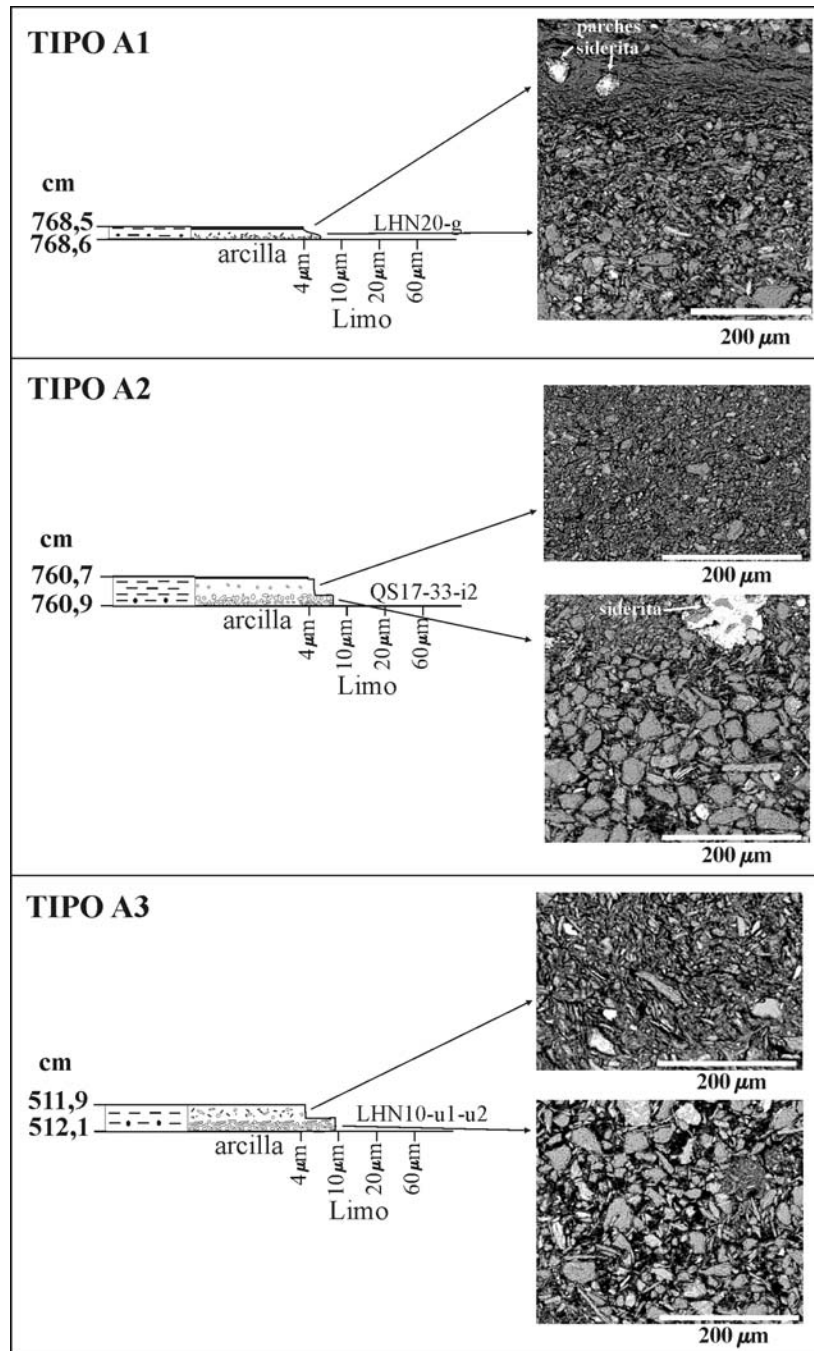 TIPO A1
parches
siderita
cm
768,5
768,6
LHN20-g
arcilla
4 µm
10 µm
20 µm
60 µm
Limo
200 µm
TIPO A2
cm
760,7
760,9
QS17-33-i2
arcilla
4 µm
10 µm
20 µm
60 µm
Limo
200 µm
siderita
200 µm
TIPO A3
cm
511,9
512,1
LHN10-u1-u2
arcilla
4 µm
10 µm
20 µm
60 µm
Limo
200 µm
200 µm